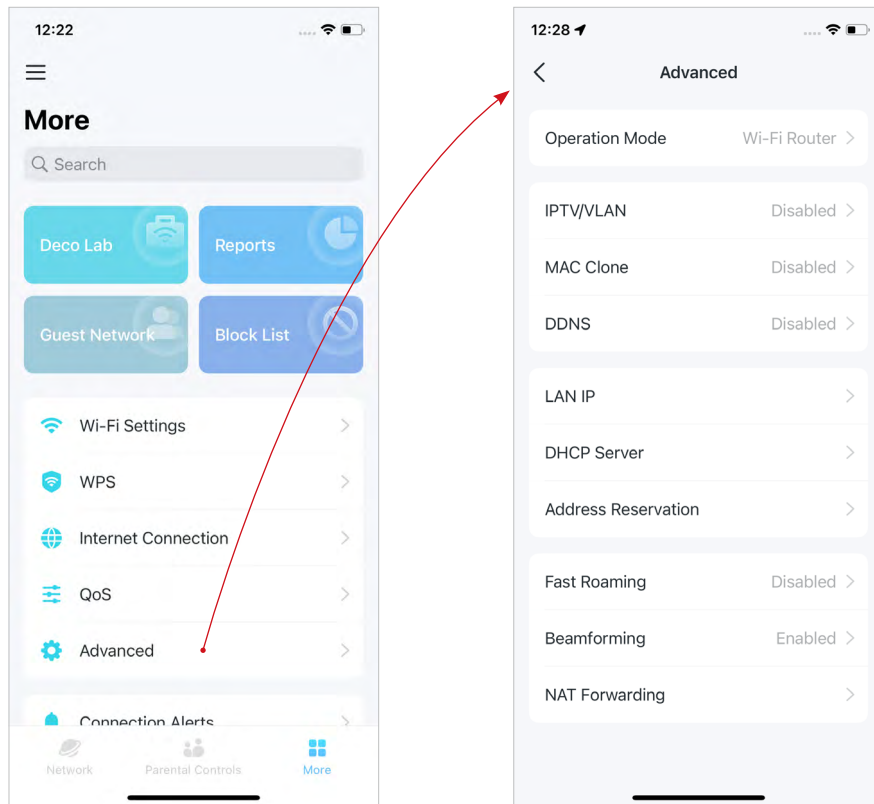 12:22
More
Search
Deco Lab
Reports
Guest Network
Block List
Wi-Fi Settings
WPS
Internet Connection
QoS
Advanced
Connection Alerts
Network
Parental Controls
More
12:28
Advanced
Operation Mode Wi-Fi Router
IPTV/VLAN Disabled
MAC Clone Disabled
DDNS Disabled
LAN IP
DHCP Server
Address Reservation
Fast Roaming Disabled
Beamforming Enabled
NAT Forwarding